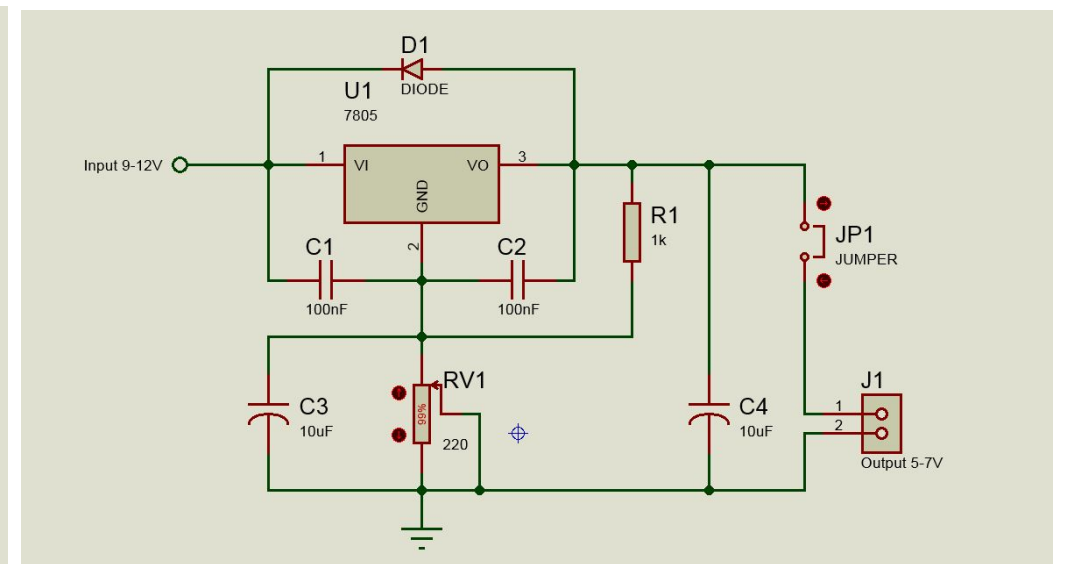 D1
DIODE
U1
7805
Input 9-12V
1
VI
VO
3
GND
2
C1
100nF
C2
100nF
R1
1k
JP1
JUMPER
C3
10uF
RV1
99%
220
C4
10uF
J1
1
2
Output 5-7V